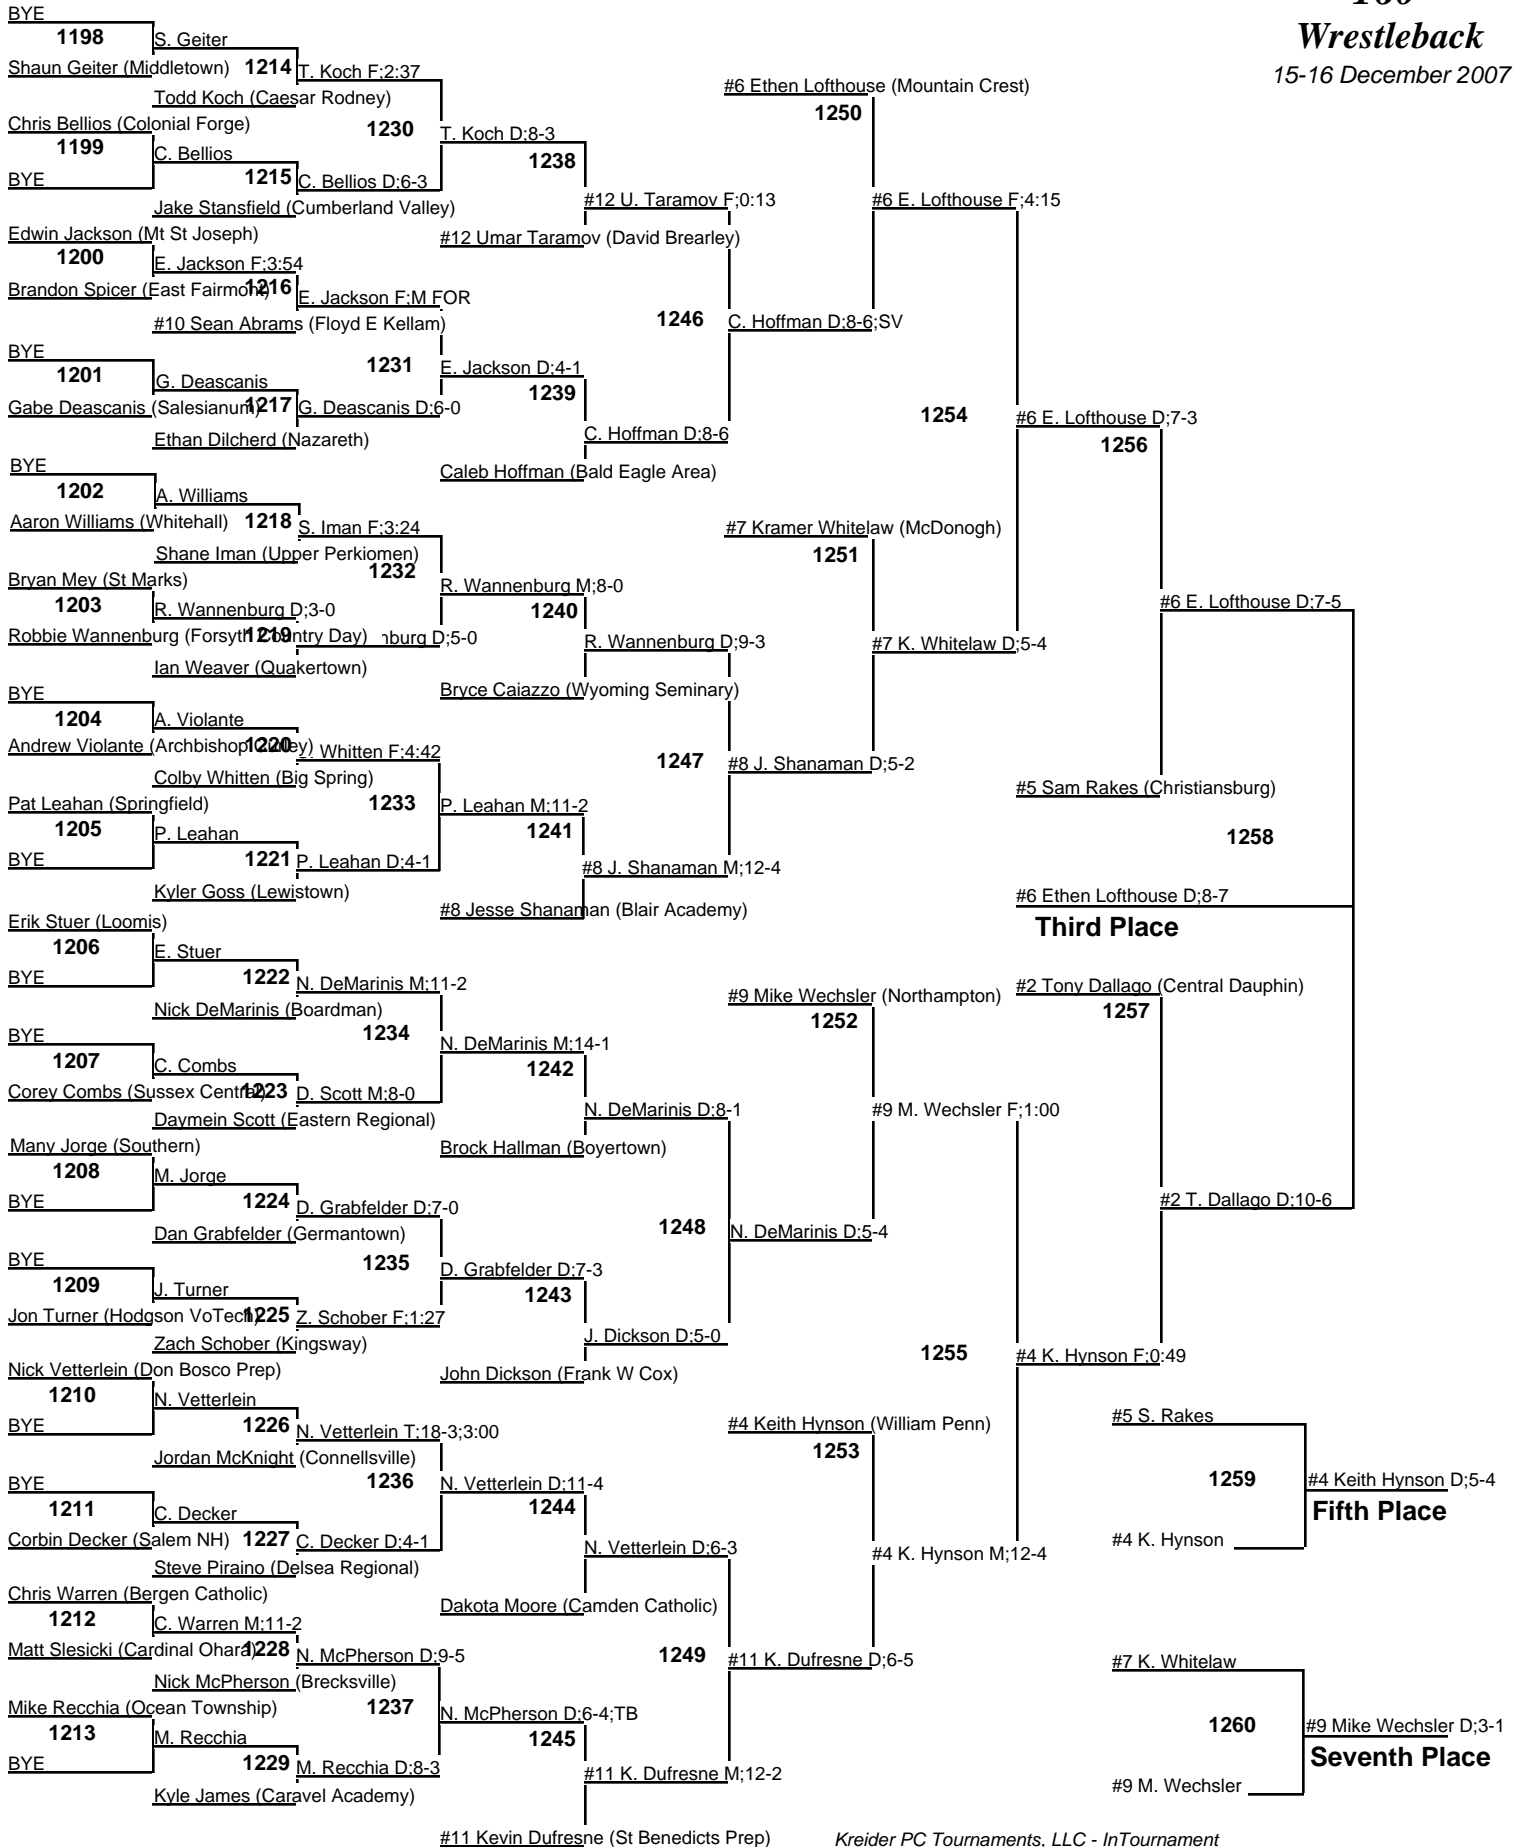 160
Wrestleback
15-16 December 2007
BYE
1198
S. Geiter
Shaun Geiter (Middletown)
1214
T. Koch F;2:37
Todd Koch (Caesar Rodney)
Chris Bellios (Colonial Forge)
1230
T. Koch D;8-3
1199
C. Bellios
1238
BYE
1215
C. Bellios D;6-3
#12 U. Taramov F;0:13
Jake Stansfield (Cumberland Valley)
Edwin Jackson (Mt St Joseph)
#12 Umar Taramov (David Brearley)
1200
E. Jackson F;3:54
Brandon Spicer (East Fairmont)
1216
E. Jackson F;M FOR
#10 Sean Abrams (Floyd E Kellam)
1246
C. Hoffman D;8-6;SV
BYE
1231
E. Jackson D;4-1
1201
G. Deascanis
1239
Gabe Deascanis (Salesianum)
1217
G. Deascanis D;6-0
Ethan Dilcherd (Nazareth)
C. Hoffman D;8-6
BYE
Caleb Hoffman (Bald Eagle Area)
#6 Ethen Lofthouse (Mountain Crest)
1250
#6 E. Lofthouse F;4:15
1254
#6 E. Lofthouse D;7-3
1256
1202
A. Williams
Aaron Williams (Whitehall)
1218
S. Iman F;3:24
Shane Iman (Upper Perkiomen)
1232
#7 Kramer Whitelaw (McDonogh)
1251
Bryan Mey (St Marks)
R. Wannenburg M;8-0
1203
R. Wannenburg D;3-0
1240
Robbie Wannenburg (Forsyth Country Day)
1219
nburg D;5-0
R. Wannenburg D;9-3
#7 K. Whitelaw D;5-4
#6 E. Lofthouse D;7-5
Ian Weaver (Quakertown)
Bryce Caiazzo (Wyoming Seminary)
BYE
1204
A. Violante
Andrew Violante (Archbishop Curley)
1220
Whitten F;4:42
Colby Whitten (Big Spring)
1247
#8 J. Shanaman D;5-2
#5 Sam Rakes (Christiansburg)
Pat Leahan (Springfield)
1233
P. Leahan M;11-2
1205
P. Leahan
1241
1258
BYE
1221
P. Leahan D;4-1
#8 J. Shanaman M;12-4
Kyler Goss (Lewistown)
#8 Jesse Shanaman (Blair Academy)
#6 Ethen Lofthouse D;8-7
Third Place
Erik Stuer (Loomis)
1206
E. Stuer
BYE
1222
N. DeMarinis M;11-2
#9 Mike Wechsler (Northampton)
#2 Tony Dallago (Central Dauphin)
Nick DeMarinis (Boardman)
1252
1257
BYE
1234
N. DeMarinis M;14-1
1207
C. Combs
1242
Corey Combs (Sussex Central)
1223
D. Scott M;8-0
Daymein Scott (Eastern Regional)
N. DeMarinis D;8-1
#9 M. Wechsler F;1:00
Many Jorge (Southern)
Brock Hallman (Boyertown)
1208
M. Jorge
BYE
1224
D. Grabfelder D;7-0
#2 T. Dallago D;10-6
Dan Grabfelder (Germantown)
1248
N. DeMarinis D;5-4
BYE
1235
D. Grabfelder D;7-3
1209
J. Turner
1243
Jon Turner (Hodgson VoTech)
1225
Z. Schober F;1:27
Zach Schober (Kingsway)
J. Dickson D;5-0
1255
#4 K. Hynson F;0:49
Nick Vetterlein (Don Bosco Prep)
John Dickson (Frank W Cox)
1210
N. Vetterlein
BYE
1226
N. Vetterlein T;18-3;3:00
#4 Keith Hynson (William Penn)
#5 S. Rakes
Jordan McKnight (Connellsville)
1253
BYE
1236
N. Vetterlein D;11-4
1259
#4 Keith Hynson D;5-4
1211
C. Decker
1244
Fifth Place
Corbin Decker (Salem NH)
1227
C. Decker D;4-1
N. Vetterlein D;6-3
#4 K. Hynson M;12-4
#4 K. Hynson
Steve Piraino (Delsea Regional)
Chris Warren (Bergen Catholic)
Dakota Moore (Camden Catholic)
1212
C. Warren M;11-2
Matt Slesicki (Cardinal Ohara)
1228
N. McPherson D;9-5
1249
#11 K. Dufresne D;6-5
#7 K. Whitelaw
Nick McPherson (Brecksville)
Mike Recchia (Ocean Township)
1237
N. McPherson D;6-4;TB
1213
M. Recchia
1245
1260
#9 Mike Wechsler D;3-1
BYE
1229
M. Recchia D;8-3
#11 K. Dufresne M;12-2
Seventh Place
Kyle James (Caravel Academy)
#9 M. Wechsler
#11 Kevin Dufresne (St Benedicts Prep)
Kreider PC Tournaments, LLC - InTournament